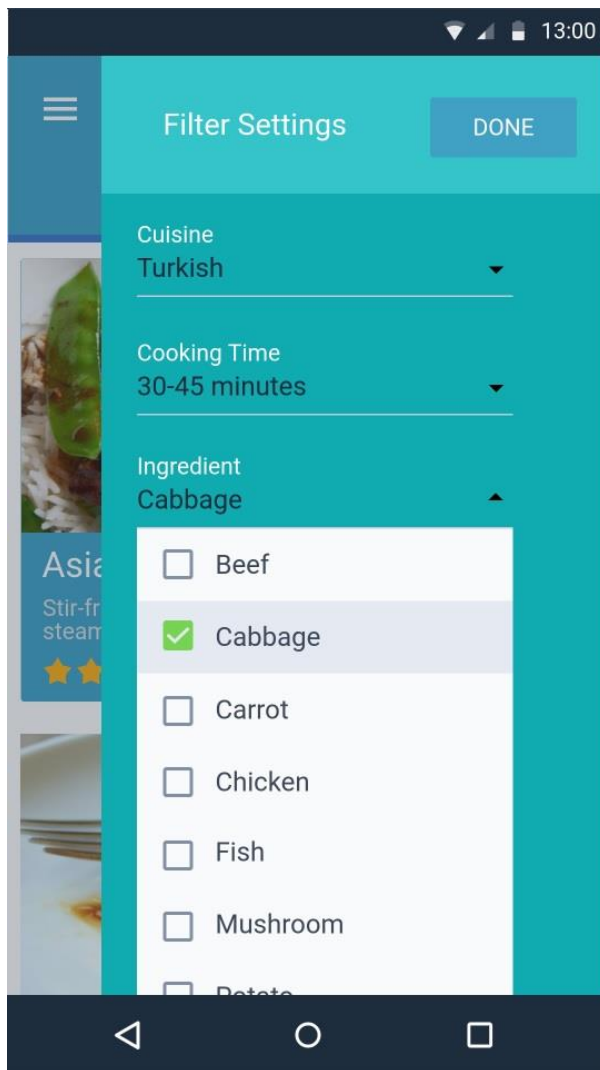 13:00
Filter Settings
DONE
Cuisine
Turkish
Cooking Time
30-45 minutes
Ingredient
Cabbage
Beef
Cabbage
Carrot
Chicken
Fish
Mushroom